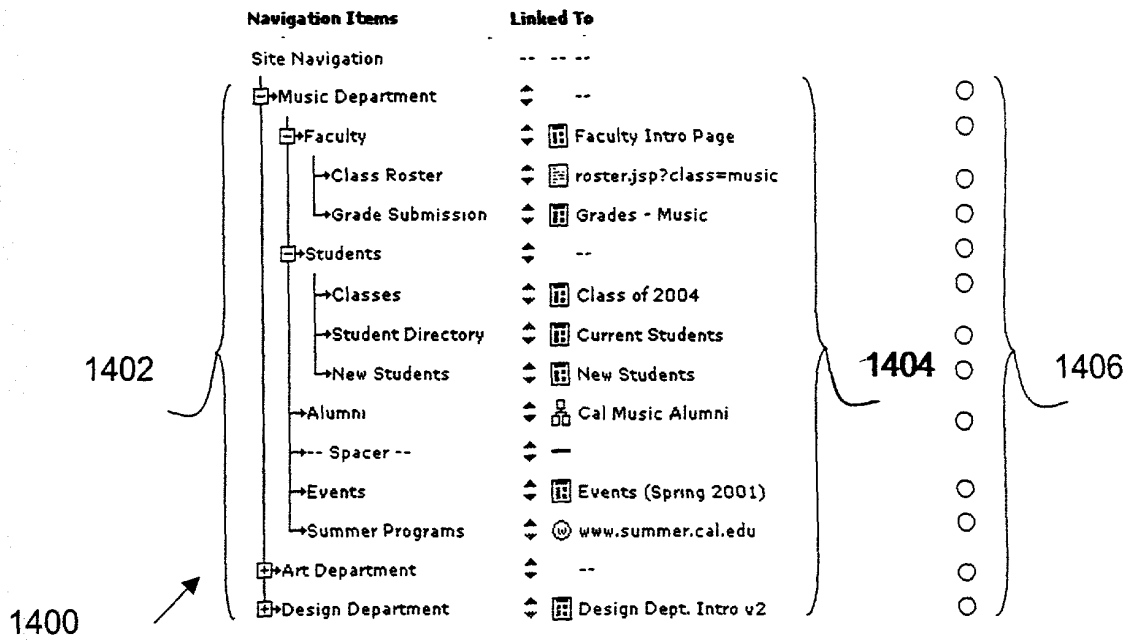 Navigation Items Linked To
Site Navigation -- -- --
Music Department --
Faculty Faculty Intro Page
Class Roster roster.jsp?class=music
Grade Submission Grades - Music
Students --
Classes Class of 2004
Student Directory Current Students
New Students New Students
1402 1404 1406
Alumni Cal Music Alumni
-- Spacer -- —
Events Events (Spring 2001)
Summer Programs www.summer.cal.edu
Art Department --
Design Department Design Dept. Intro v2
1400